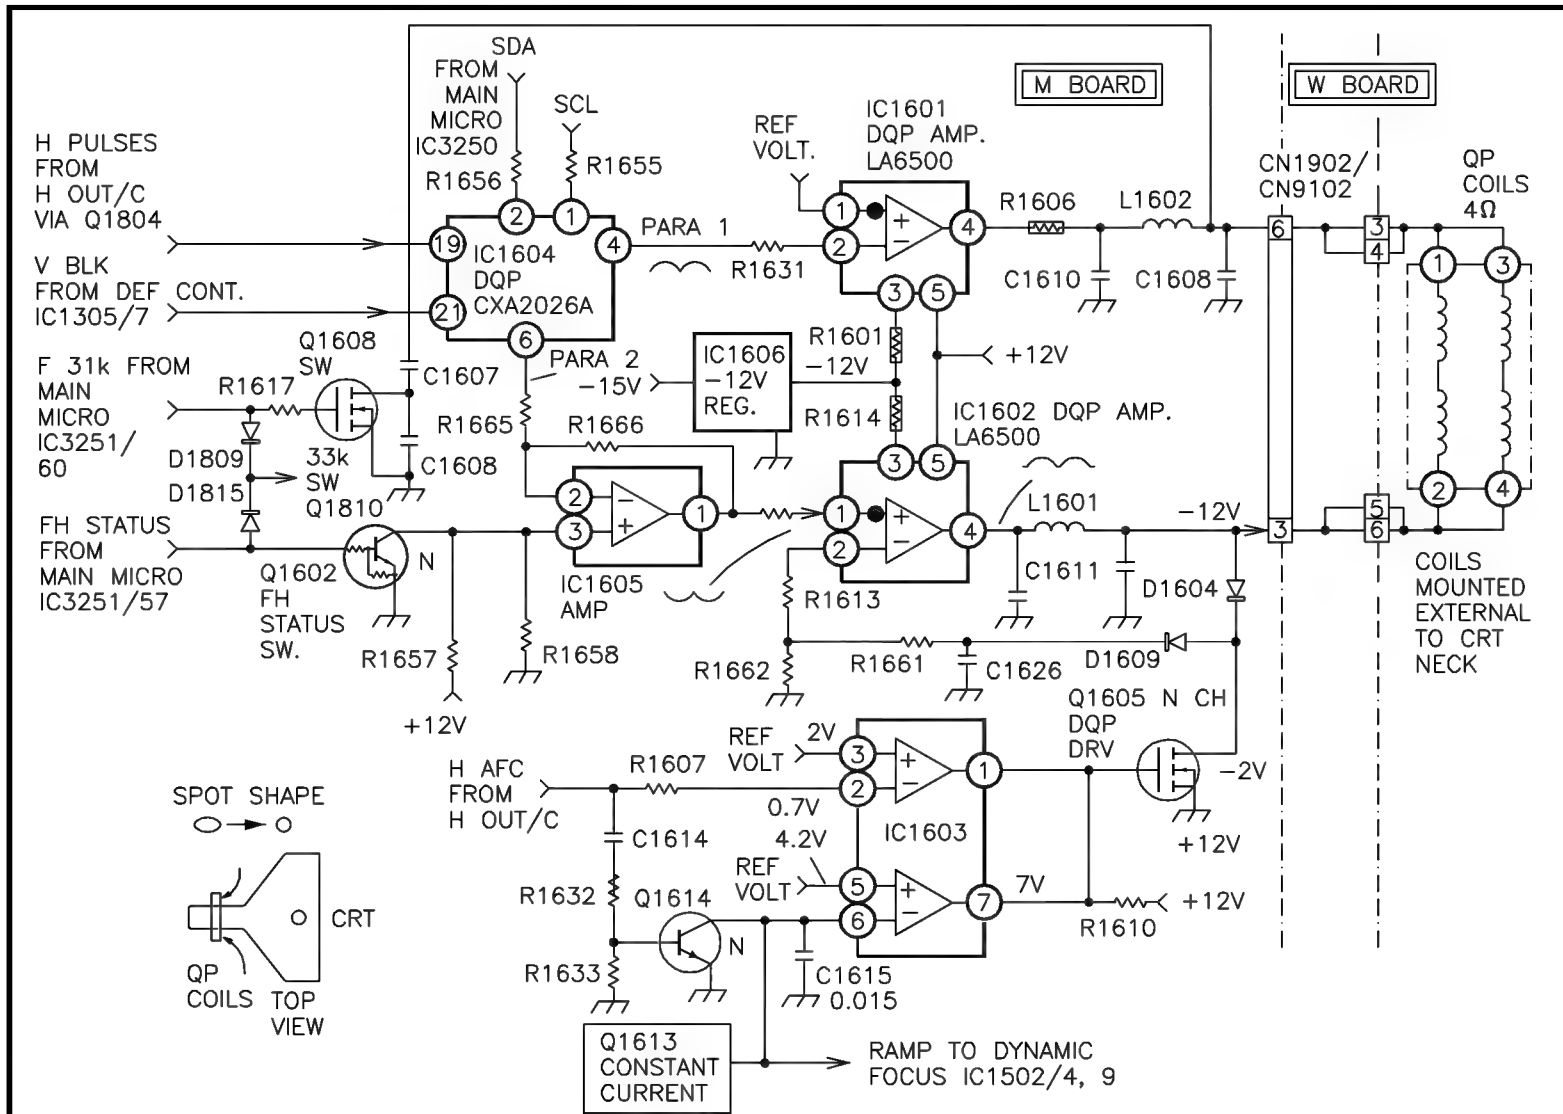 SDA
FROM
MAIN
MICRO
IC3250
SCL
R1656
R1655
H PULSES
FROM
H OUT/C
VIA Q1804
V BLK
FROM DEF CONT.
IC1305/7
2
1
19
4
21
6
IC1604
DQP
CXA2026A
PARA 1
R1631
REF
VOLT.
IC1601
DQP AMP.
LA6500
1
2
+
−
4
3
5
M BOARD
W BOARD
R1606
L1602
C1610
C1608
CN1902/
CN9102
6
3
4
QP
COILS
4Ω
1
3
2
4
F 31k FROM
MAIN
MICRO
IC3251/
60
R1617
Q1608
SW
C1607
C1608
D1809
D1815
33k
SW
Q1810
PARA 2
R1665
R1666
−15V
IC1606
−12V
REG.
−12V
R1601
R1614
+12V
IC1602 DQP AMP.
LA6500
3
5
1
2
+
−
4
L1601
C1611
−12V
3
5
6
D1604
COILS
MOUNTED
EXTERNAL
TO CRT
NECK
FH STATUS
FROM
MAIN MICRO
IC3251/57
Q1602
FH
STATUS
SW.
N
2
3
−
+
1
IC1605
AMP
R1657
+12V
R1658
R1613
R1662
R1661
C1626
D1609
Q1605 N CH
DQP
DRV
−2V
+12V
H AFC
FROM
H OUT/C
R1607
REF
VOLT
2V
3
2
+
−
1
0.7V
4.2V
IC1603
REF
VOLT
5
6
+
−
7
7V
R1610
+12V
C1614
R1632
Q1614
N
R1633
C1615
0.015
Q1613
CONSTANT
CURRENT
RAMP TO DYNAMIC
FOCUS IC1502/4, 9
SPOT SHAPE
CRT
QP
COILS
TOP
VIEW